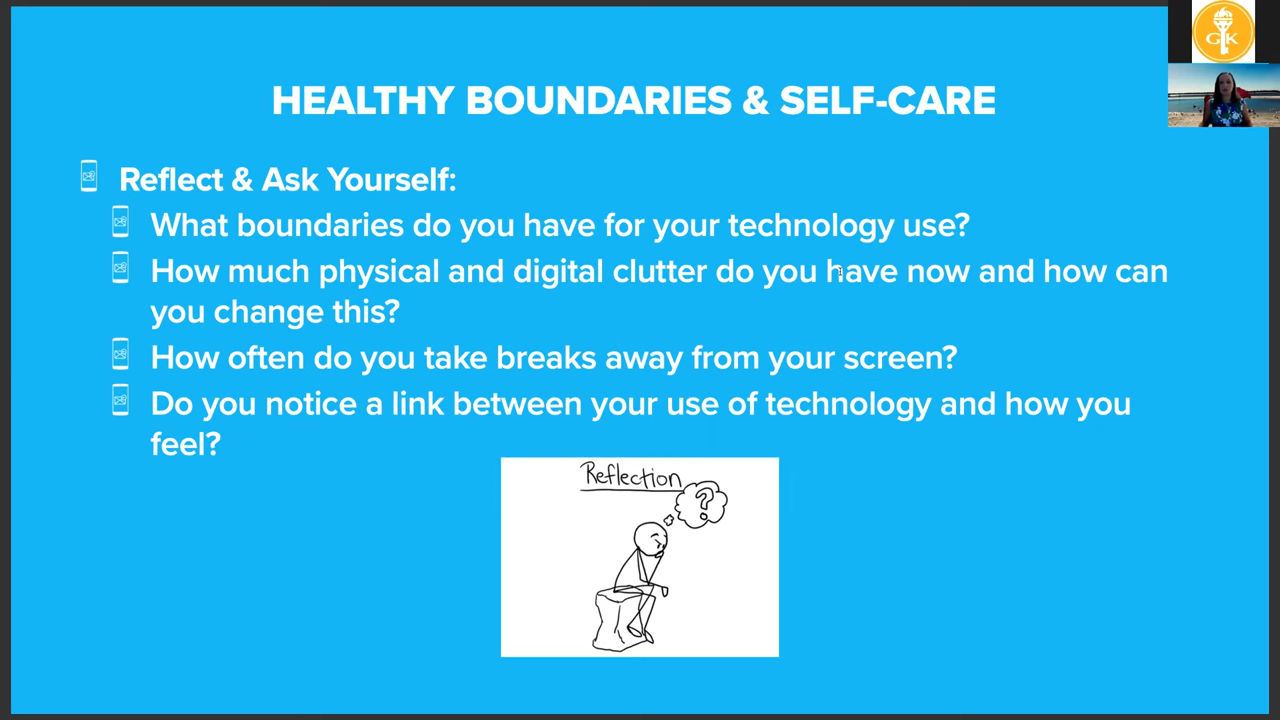 GK
HEALTHY BOUNDARIES & SELF-CARE
Reflect & Ask Yourself:
What boundaries do you have for your technology use?
How much physical and digital clutter do you have now and how can
you change this?
How often do you take breaks away from your screen?
Do you notice a link between your use of technology and how you
feel?
Reflection
?